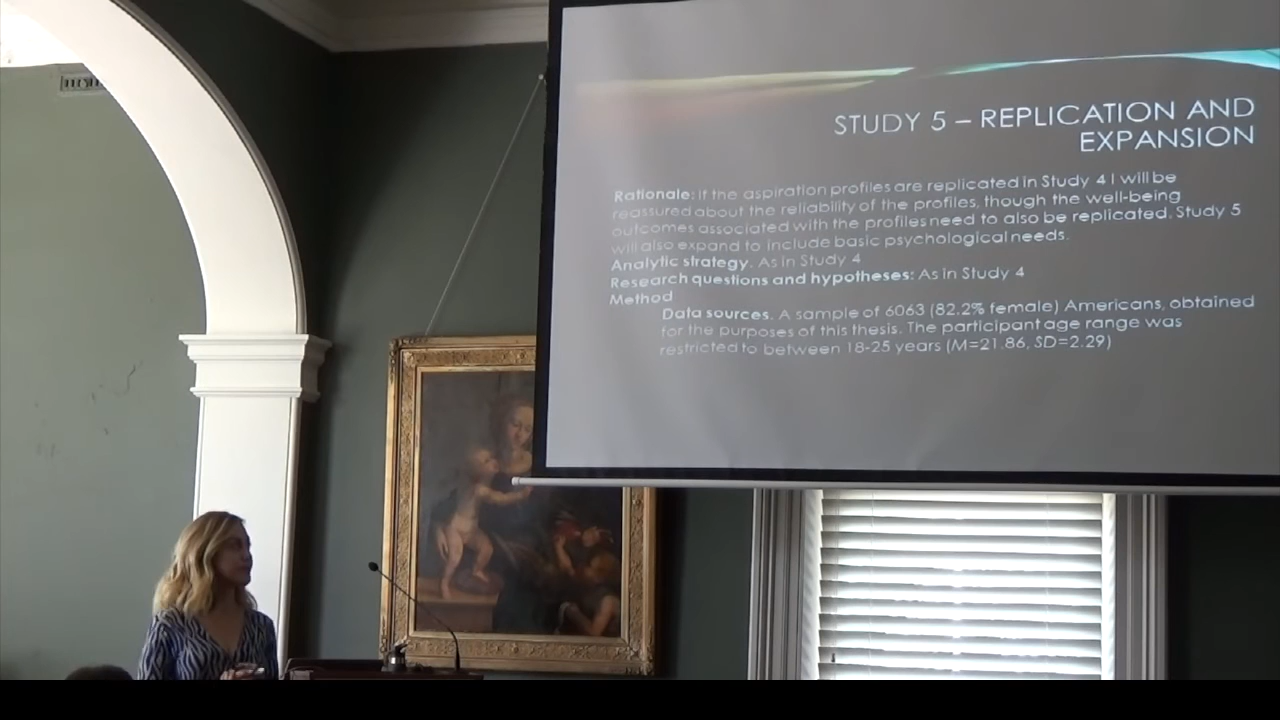 STUDY 5 – REPLICATION AND
EXPANSION
Rationale: If the aspiration profiles are replicated in Study 4 I will be
reassured about the reliability of the profiles, though the well-being
outcomes associated with the profiles need to also be replicated. Study 5
will also expand to include basic psychological needs.
Analytic strategy. As in Study 4
Research questions and hypotheses: As in Study 4
Method
Data sources. A sample of 6063 (82.2% female) Americans, obtained
for the purposes of this thesis. The participant age range was
restricted to between 18-25 years (M=21.86, SD=2.29)